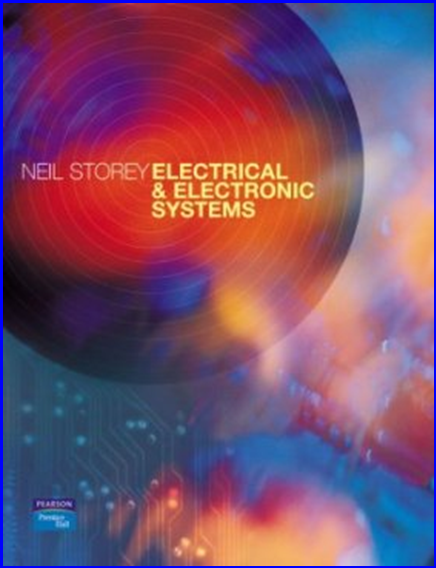 NEIL STOREY ELECTRICAL
& ELECTRONIC
SYSTEMS
PEARSON
Prentice
Hall